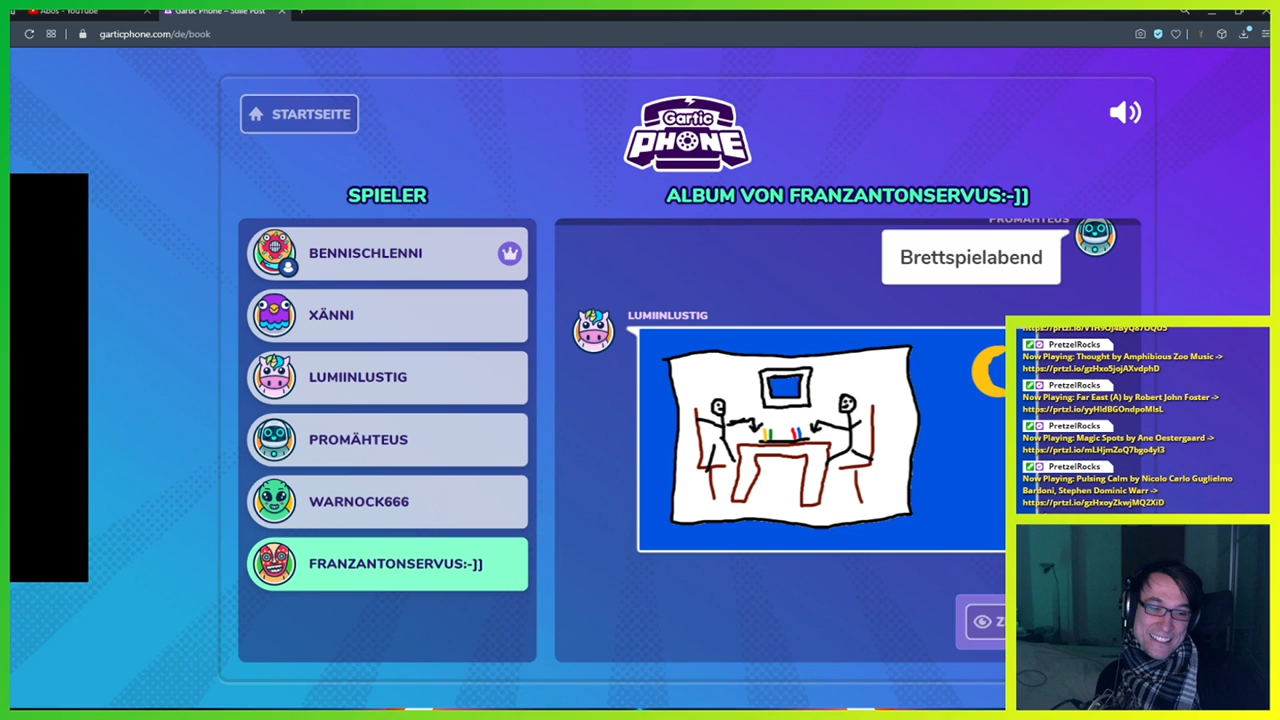 Abos - YouTube
Gartic Phone - Stille Post
garticphone.com/de/book
STARTSEITE
Gartic
PHONE
SPIELER
ALBUM VON FRANZANTONSERVUS:-]]
BENNISCHLENNI
XÄNNI
LUMIINLUSTIG
PROMÄHTEUS
WARNOCK666
FRANZANTONSERVUS:-]]
PROMÄHTEUS
Brettspielabend
LUMIINLUSTIG
PretzelRocks
Now Playing: Thought by Amphibious Zoo Music ->
https://prtzl.io/gzHxo5jojAXvdphD
PretzelRocks
Now Playing: Far East (A) by Robert John Foster ->
https://prtzl.io/yyHldBGOndpoMlsL
PretzelRocks
Now Playing: Magic Spots by Ane Oestergaard ->
https://prtzl.io/mLHjmZoQ7bgo4yl3
PretzelRocks
Now Playing: Pulsing Calm by Nicolo Carlo Guglielmo
Bardoni, Stephen Dominic Warr ->
https://prtzl.io/gzHxoyZkwjMQ2XiD